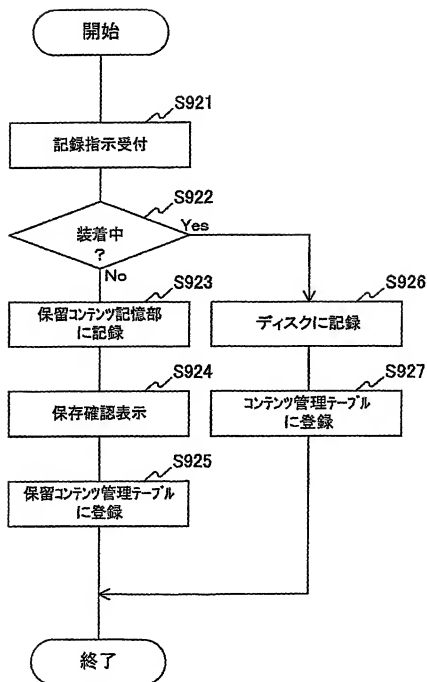 開始
S921
記録指示受付
S922
装着中
?
Yes
No
S923
保留コンテンツ記憶部
に記録
S924
保存確認表示
S925
保留コンテンツ管理テーブル
に登録
S926
ディスクに記録
S927
コンテンツ管理テーブル
に登録
終了